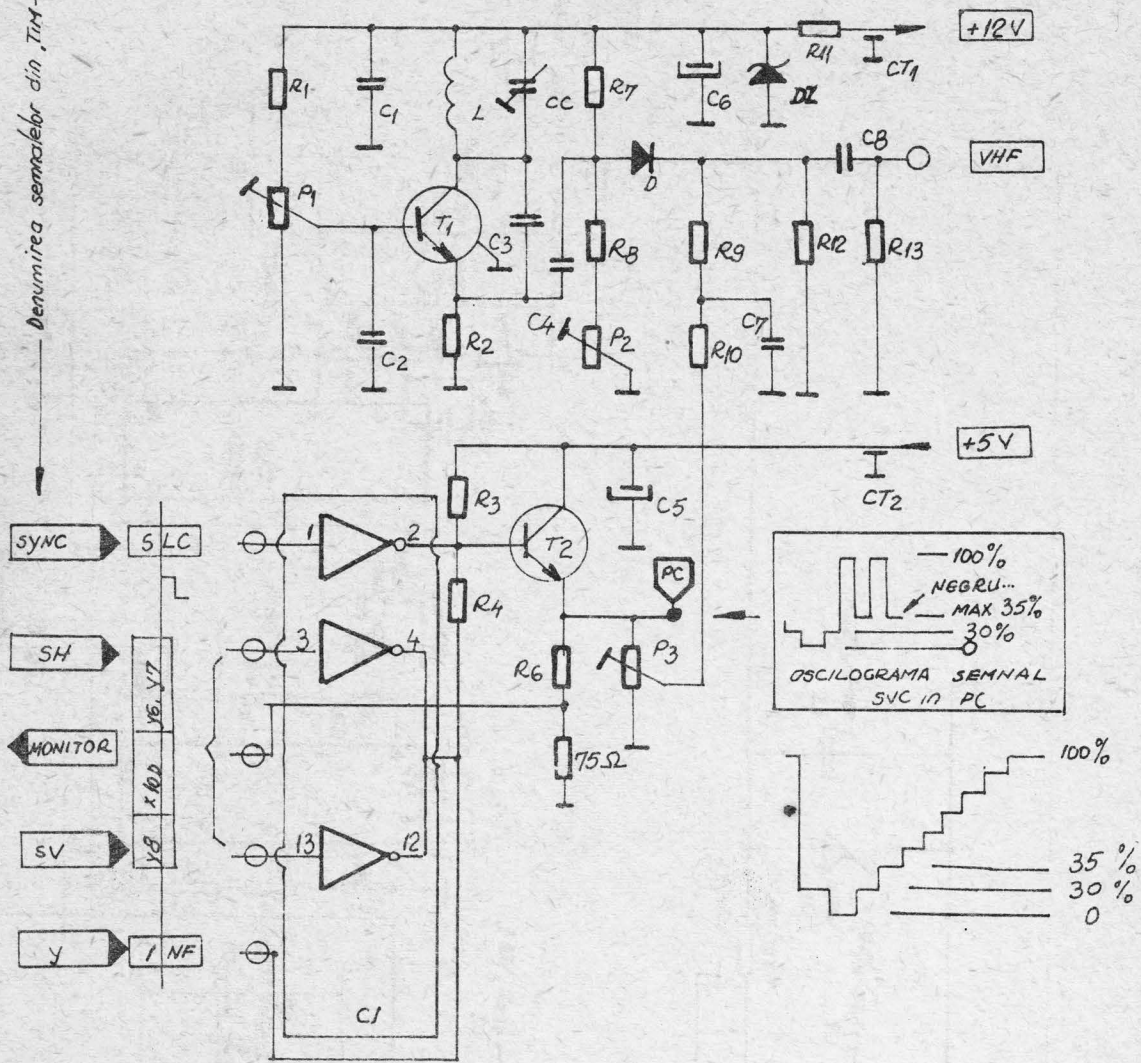 Denumirea semnalelor din „TIM-
+12V
R1
C1
L
CC
R7
C6
DZ
R11
CT1
C8
VHF
P1
T1
C3
D
R8
R9
R12
R13
C2
R2
C4
P2
R10
C7
+5V
CT2
SYNC
S LC
1
2
R3
T2
C5
PC
R4
SH
3
4
Y6, Y7
R6
P3
100%
NEGRU...
MAX 35%
30%
0
OSCILOGRAMA SEMNAL
SVC in PC
MONITOR
75Ω
SV
Y8
13
12
100%
35 %
30 %
0
Y
1 NF
CI